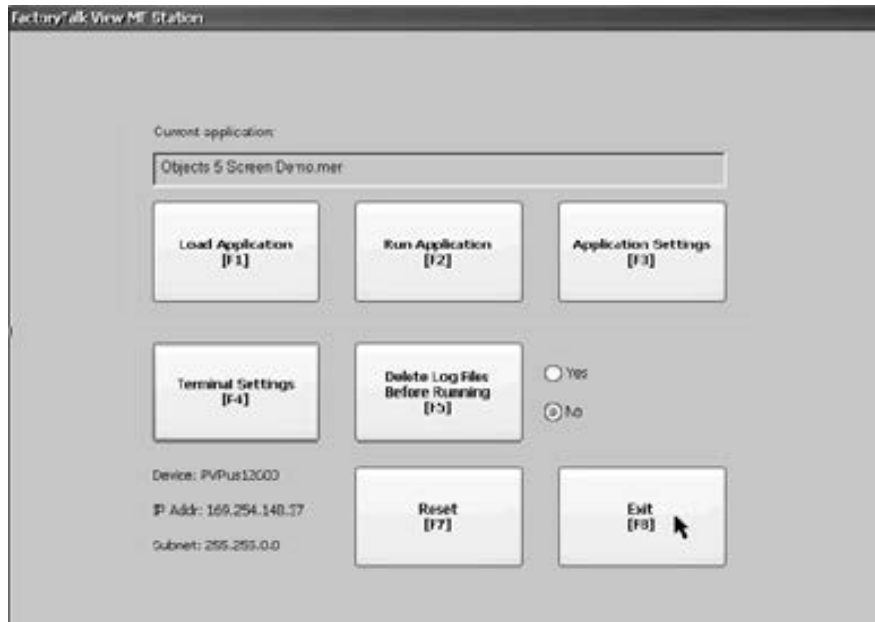 FactoryTalk View ME Station
Current application:
Objects 5 Screen Demo.mer
Load Application
[F1]
Run Application
[F2]
Application Settings
[F3]
Terminal Settings
[F4]
Delete Log Files
Before Running
[F5]
Yes
No
Device: PVPus1
IP Addr: 169.254.148.
Subnet: 255.255.0.0
Reset
[F7]
Exit
[F8]